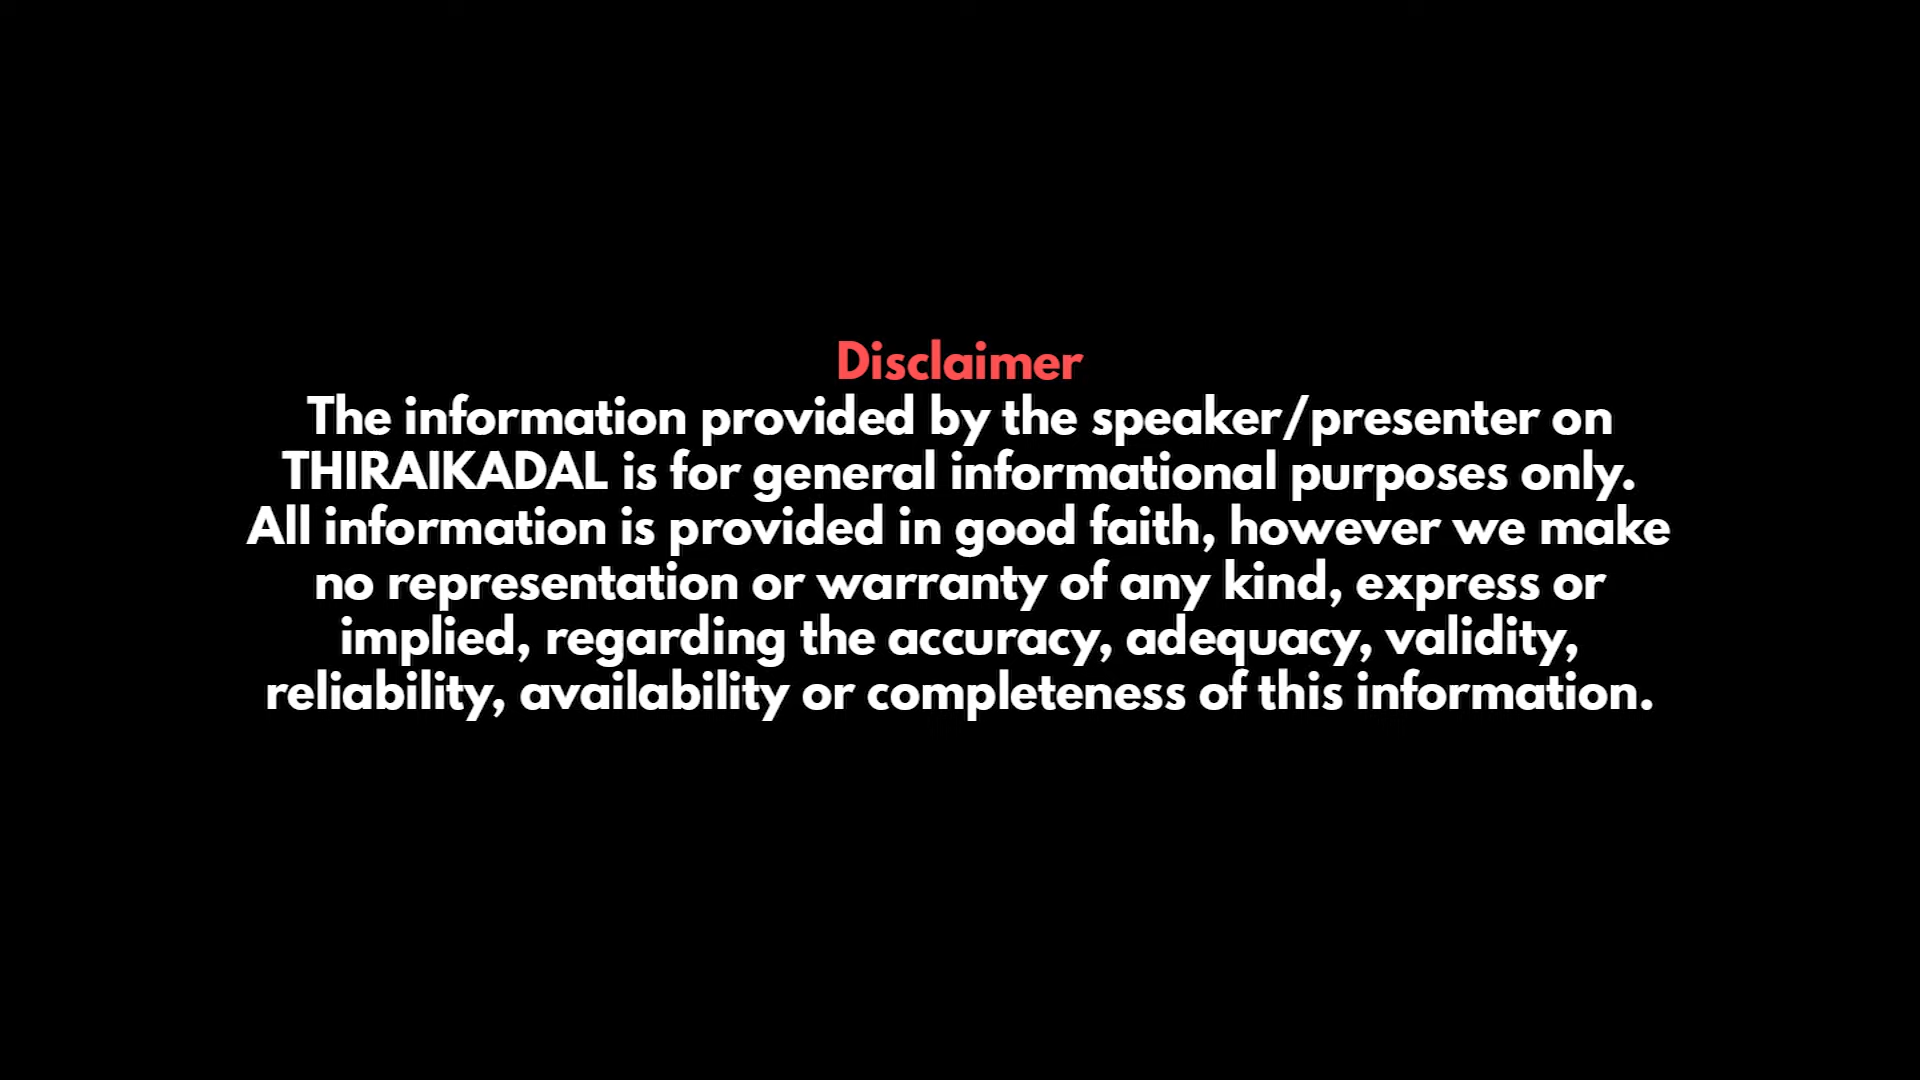 Disclaimer
The information provided by the speaker/presenter on
THIRAIKADAL is for general informational purposes only.
All information is provided in good faith, however we make
no representation or warranty of any kind, express or
implied, regarding the accuracy, adequacy, validity,
reliability, availability or completeness of this information.